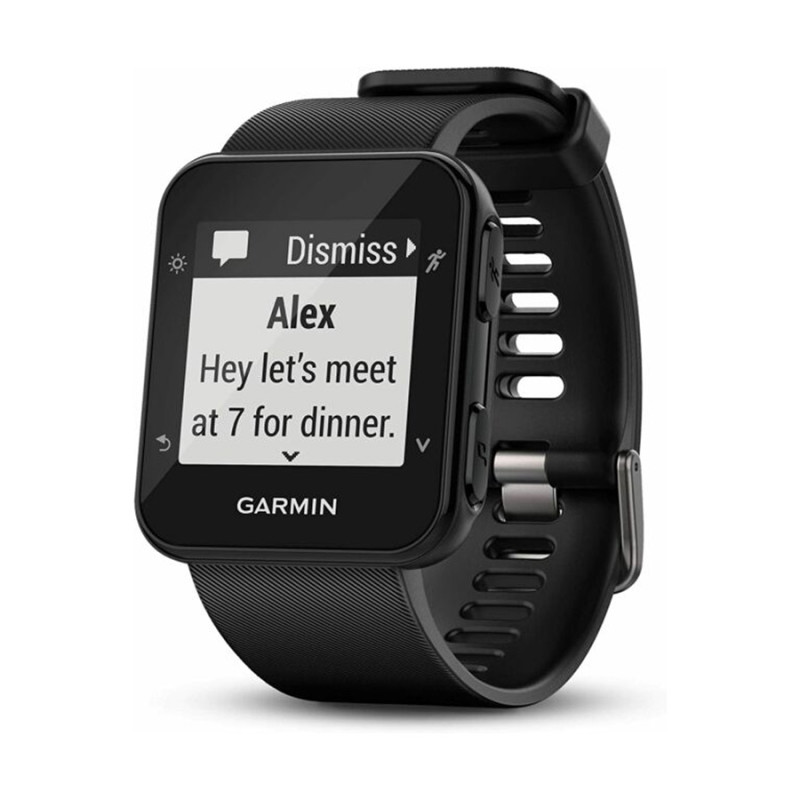 Dismiss
Alex
Hey let's meet
at 7 for dinner.
GARMIN